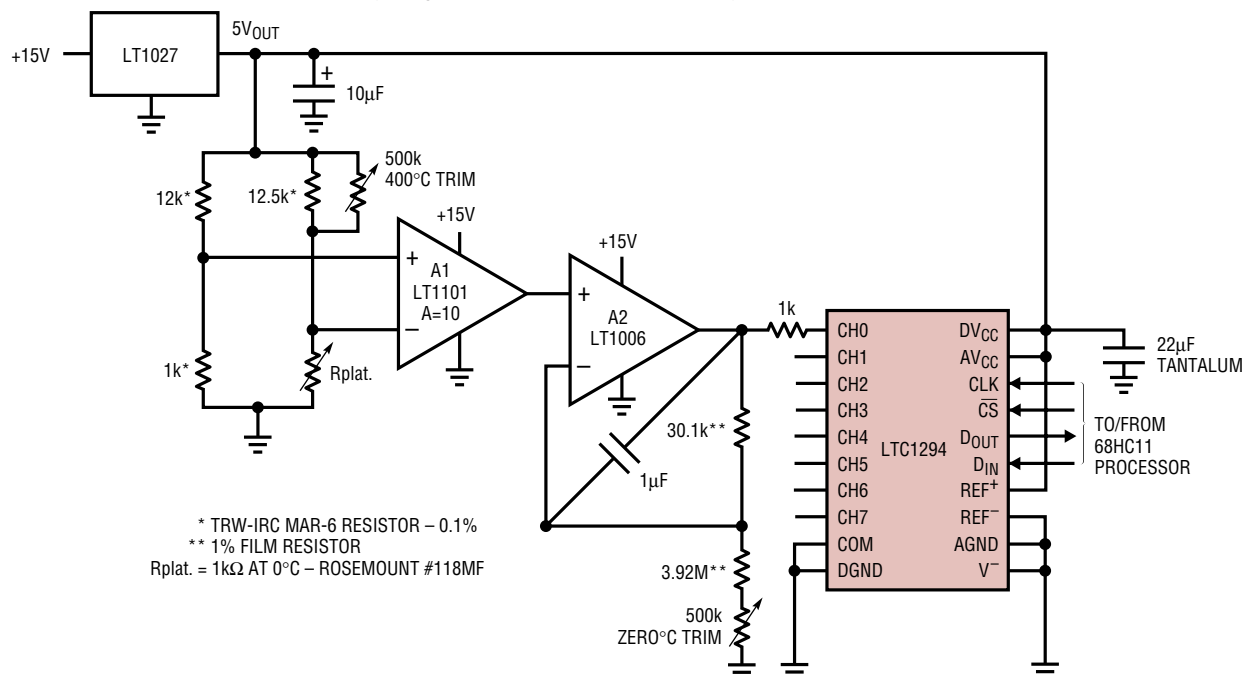 +15V
LT1027
5VOUT
+
10µF
12k*
12.5k*
500k
400°C TRIM
+15V
+
A1
LT1101
A=10
–
1k*
Rplat.
+15V
+
A2
LT1006
–
30.1k**
1µF
3.92M**
500k
ZERO°C TRIM
1k
CH0
CH1
CH2
CH3
CH4
CH5
CH6
CH7
COM
DGND
LTC1294
DVCC
AVCC
CLK
C̅S̅
DOUT
DIN
REF+
REF–
AGND
V–
22µF
TANTALUM
TO/FROM
68HC11
PROCESSOR
* TRW-IRC MAR-6 RESISTOR – 0.1%
** 1% FILM RESISTOR
Rplat. = 1kΩ AT 0°C – ROSEMOUNT #118MF